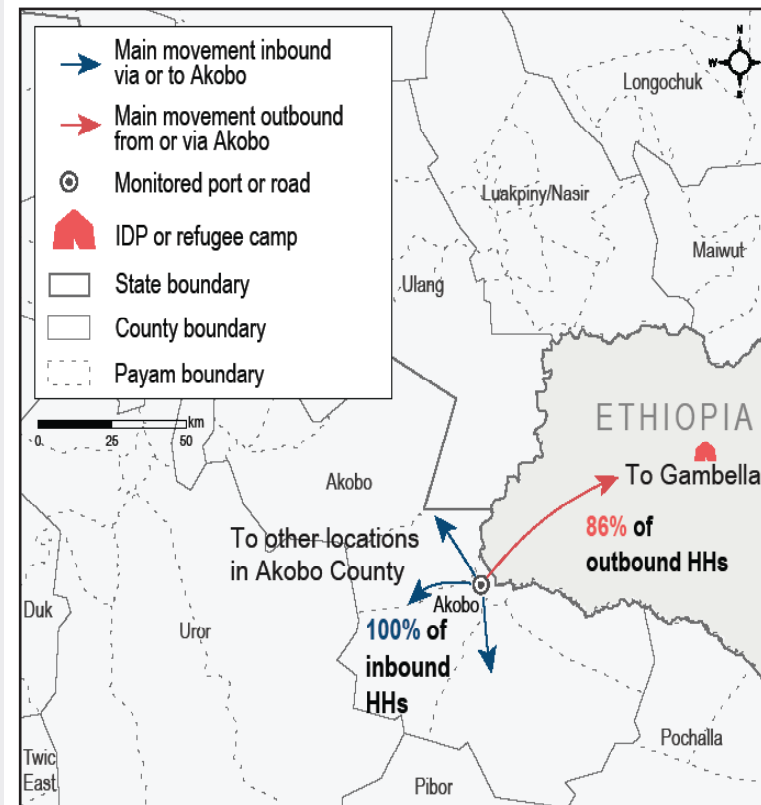 Main movement inbound
via or to Akobo
Main movement outbound
from or via Akobo
Monitored port or road
IDP or refugee camp
State boundary
County boundary
Payam boundary
km
0. 25 50
N
W
S
Longochuk
Luakpiny/Nasir
Maiwut
Ulang
ETHIOPIA
To Gambella
86% of
outbound HHs
Akobo
To other locations
in Akobo County
Akobo
100% of
inbound
HHs
Duk
Uror
Twic
East
Pibor
Pochalla